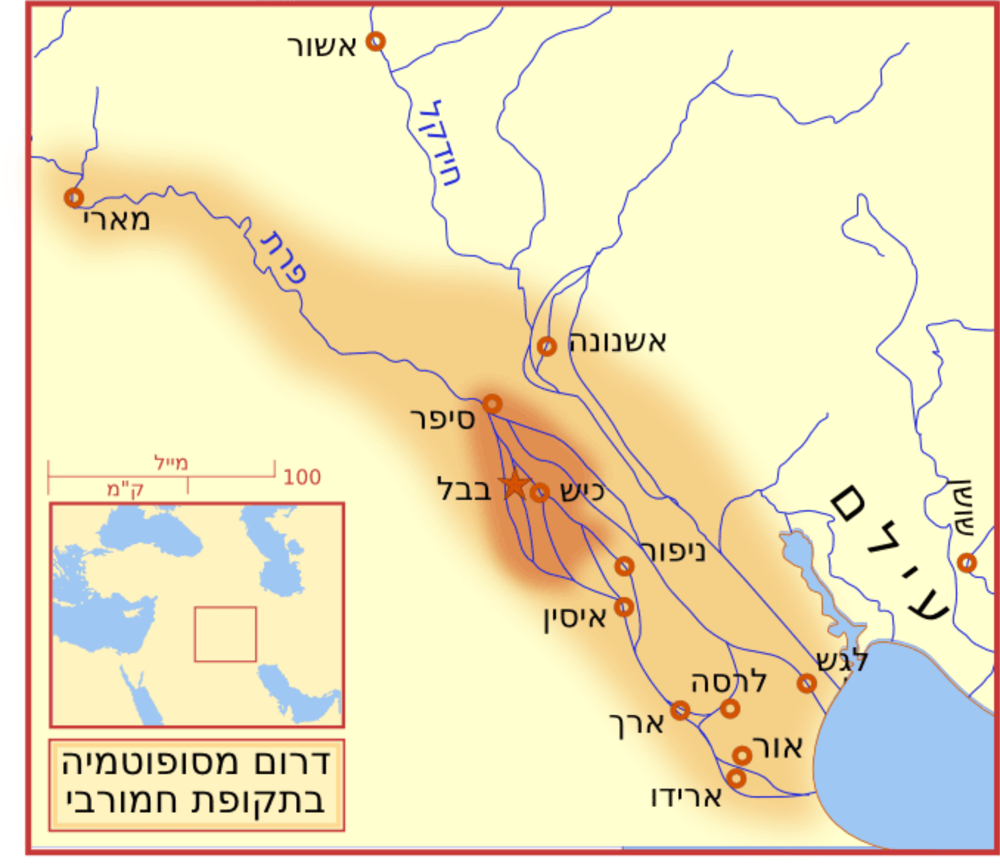 אשור
חידקל
מארי
פרת
אשנונה
סיפר
מייל
100
ק"מ
בבל
כיש
שושן
עילם
ניפור
איסין
לגש
לרסה
ארך
אור
ארידו
דרום מסופוטמיה
בתקופת חמורבי